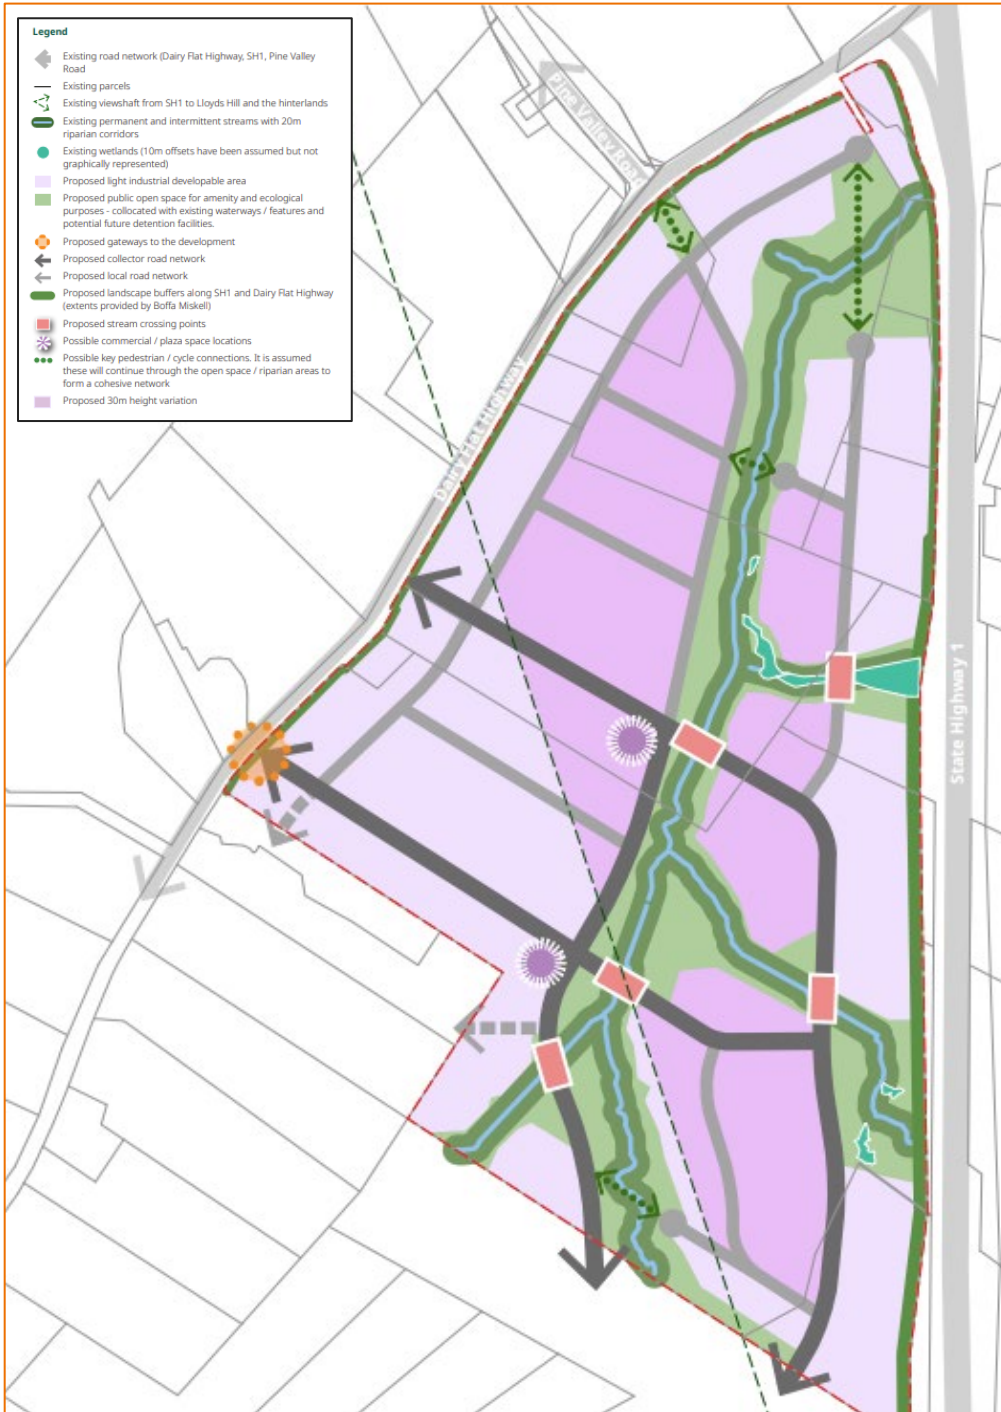 Legend
Existing road network (Dairy Flat Highway, SH1, Pine Valley
Road
Existing parcels
Existing viewshaft from SH1 to Lloyds Hill and the hinterlands
Existing permanent and intermittent streams with 20m
riparian corridors
Existing wetlands (10m offsets have been assumed but not
graphically represented)
Proposed light industrial developable area
Proposed public open space for amenity and ecological
purposes - collocated with existing waterways / features and
potential future detention facilities.
Proposed gateways to the development
Proposed collector road network
Proposed local road network
Proposed landscape buffers along SH1 and Dairy Flat Highway
(extents provided by Boffa Miskell)
Proposed stream crossing points
Possible commercial / plaza space locations
Possible key pedestrian / cycle connections. It is assumed
these will continue through the open space / riparian areas to
form a cohesive network
Proposed 30m height variation
Pine Valley Road
Dairy Flat Highway
State Highway 1